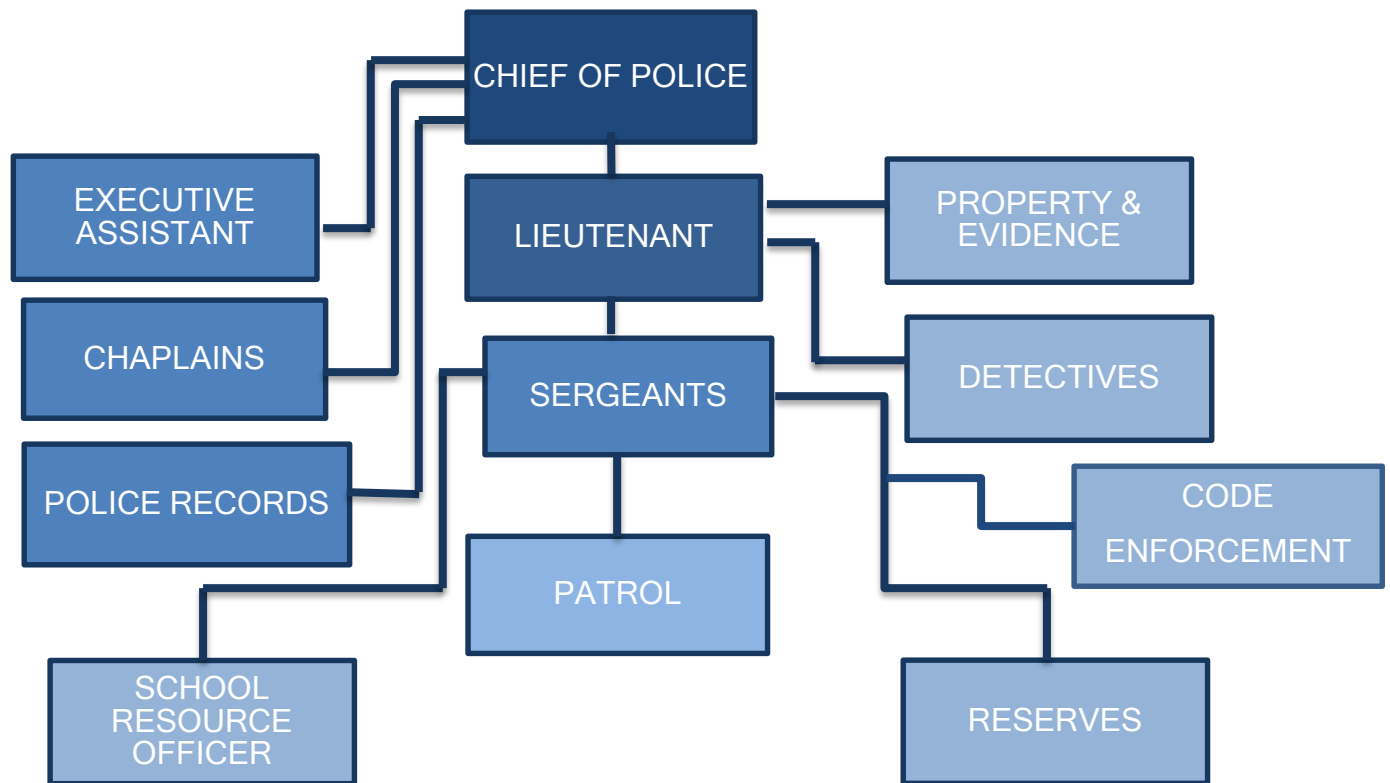 CHIEF OF POLICE
EXECUTIVE
ASSISTANT
LIEUTENANT
PROPERTY &
EVIDENCE
CHAPLAINS
SERGEANTS
DETECTIVES
POLICE RECORDS
CODE
ENFORCEMENT
PATROL
SCHOOL
RESOURCE
OFFICER
RESERVES